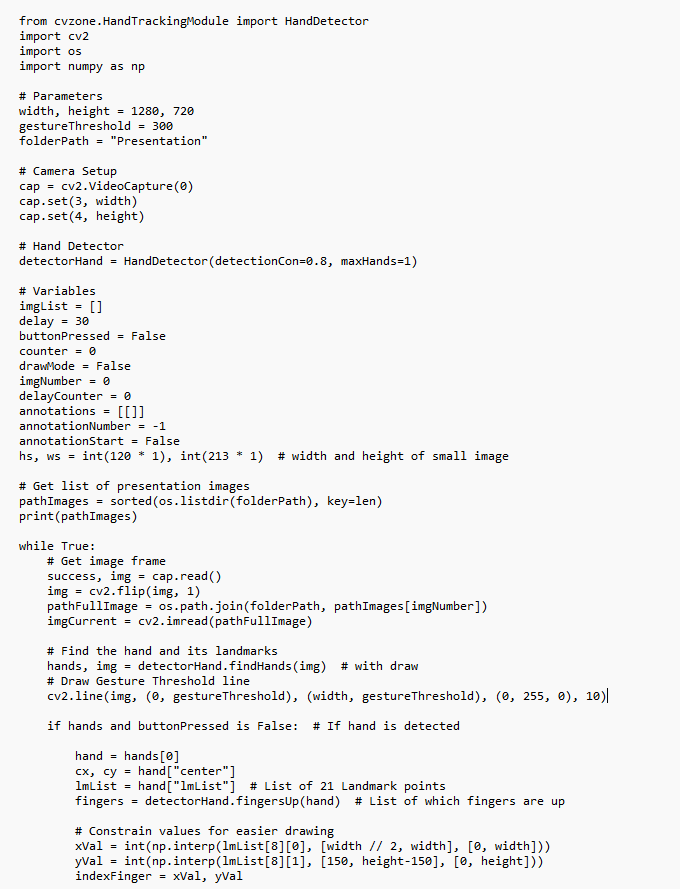 from cvzone.HandTrackingModule import HandDetector
import cv2
import os
import numpy as np

# Parameters
width, height = 1280, 720
gestureThreshold = 300
folderPath = "Presentation"

# Camera Setup
cap = cv2.VideoCapture(0)
cap.set(3, width)
cap.set(4, height)

# Hand Detector
detectorHand = HandDetector(detectionCon=0.8, maxHands=1)

# Variables
imgList = []
delay = 30
buttonPressed = False
counter = 0
drawMode = False
imgNumber = 0
delayCounter = 0
annotations = [[]]
annotationNumber = -1
annotationStart = False
hs, ws = int(120 * 1), int(213 * 1)  # width and height of small image

# Get list of presentation images
pathImages = sorted(os.listdir(folderPath), key=len)
print(pathImages)

while True:
    # Get image frame
    success, img = cap.read()
    img = cv2.flip(img, 1)
    pathFullImage = os.path.join(folderPath, pathImages[imgNumber])
    imgCurrent = cv2.imread(pathFullImage)

    # Find the hand and its landmarks
    hands, img = detectorHand.findHands(img)  # with draw
    # Draw Gesture Threshold line
    cv2.line(img, (0, gestureThreshold), (width, gestureThreshold), (0, 255, 0), 10)

    if hands and buttonPressed is False:  # If hand is detected

        hand = hands[0]
        cx, cy = hand["center"]
        lmList = hand["lmList"]  # List of 21 Landmark points
        fingers = detectorHand.fingersUp(hand)  # List of which fingers are up

        # Constrain values for easier drawing
        xVal = int(np.interp(lmList[8][0], [width // 2, width], [0, width]))
        yVal = int(np.interp(lmList[8][1], [150, height-150], [0, height]))
        indexFinger = xVal, yVal